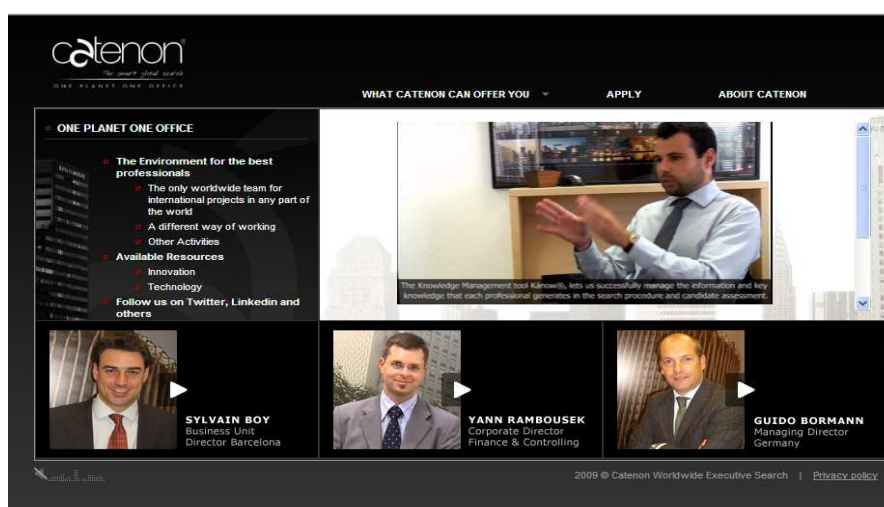 catenon®
The smart global search
ONE PLANET ONE OFFICE
WHAT CATENON CAN OFFER YOU
APPLY
ABOUT CATENON
ONE PLANET ONE OFFICE
The Environment for the best
professionals
The only worldwide team for
international projects in any part of
the world
A different way of working
Other Activities
Available Resources
Innovation
Technology
Follow us on Twitter, Linkedin and
others
The Knowledge Management tool Kánow®, lets us successfully manage the information and key
knowledge that each professional generates in the search procedure and candidate assessment.
SYLVAIN BOY
Business Unit
Director Barcelona
YANN RAMBOUSEK
Corporate Director
Finance & Controlling
GUIDO BORMANN
Managing Director
Germany
2009 © Catenon Worldwide Executive Search | Privacy policy